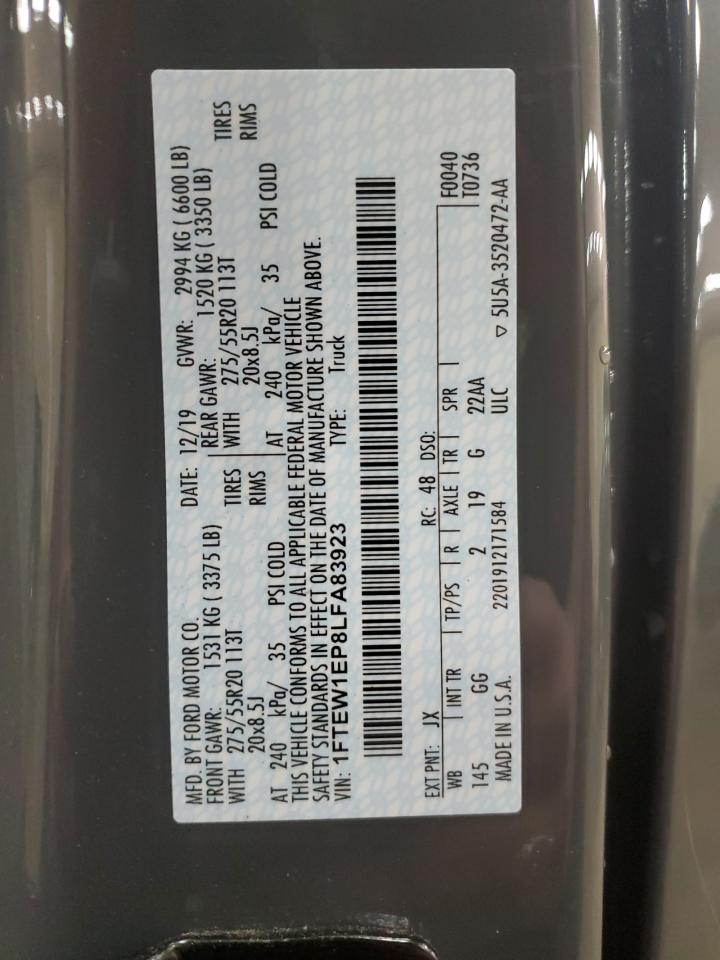 MFD. BY FORD MOTOR CO. DATE: 12/19 GVWR: 2994 KG ( 6600 LB)
FRONT GAWR: 1531 KG ( 3375 LB) REAR GAWR: 1520 KG ( 3350 LB)
WITH 275/55R20 113T TIRES WITH 275/55R20 113T TIRES
20x8.5J RIMS 20x8.5J RIMS
AT 240 kPa/ 35 PSI COLD AT 240 kPa/ 35 PSI COLD
THIS VEHICLE CONFORMS TO ALL APPLICABLE FEDERAL MOTOR VEHICLE
SAFETY STANDARDS IN EFFECT ON THE DATE OF MANUFACTURE SHOWN ABOVE.
VIN: 1FTEW1EP8LFA83923 TYPE: Truck
EXT PNT: JX RC: 48 DSO: F0040
WB INT TR TP/PS R AXLE TR SPR T0736
145 GG 2 19 G 22AA
MADE IN U.S.A. 2201912171584 ULC ▽ 5U5A-3520472-AA